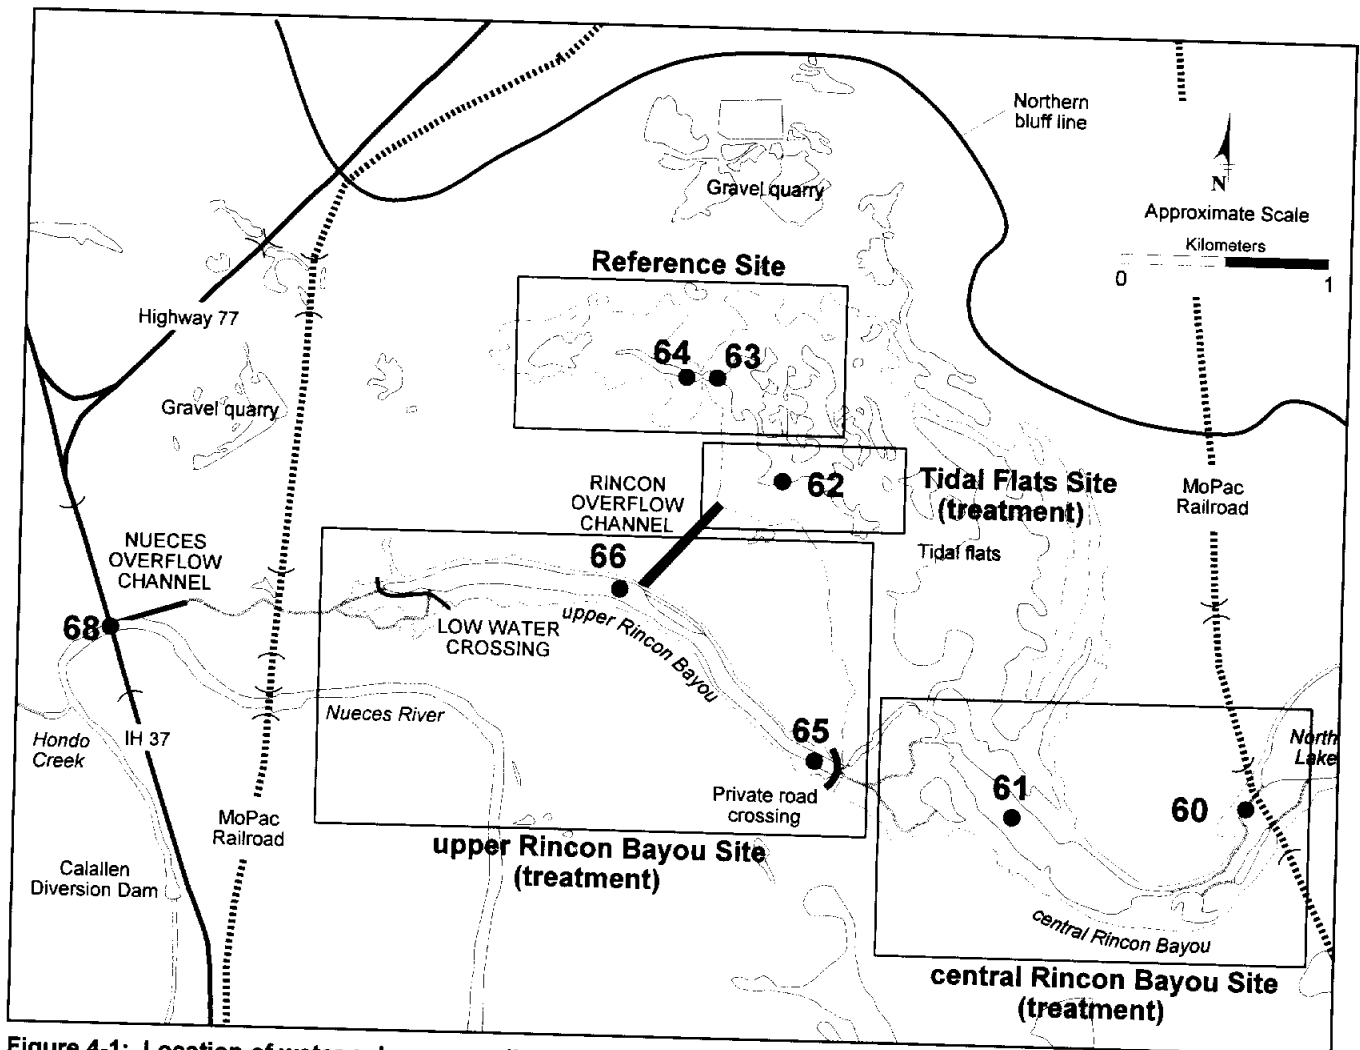 Northern
bluff line
Gravel quarry
N
Approximate Scale
Kilometers
0
1
Reference Site
Highway 77
64
63
Gravel quarry
RINCON
OVERFLOW
CHANNEL
62
Tidal Flats Site
(treatment)
MoPac
Railroad
NUECES
OVERFLOW
CHANNEL
66
Tidal flats
68
LOW WATER
CROSSING
upper Rincon Bayou
Nueces River
65
Hondo
Creek
IH 37
North
Lake
Private road
crossing
61
60
MoPac
Railroad
upper Rincon Bayou Site
(treatment)
Calallen
Diversion Dam
central Rincon Bayou
central Rincon Bayou Site
(treatment)
Figure 4-1: Location of water